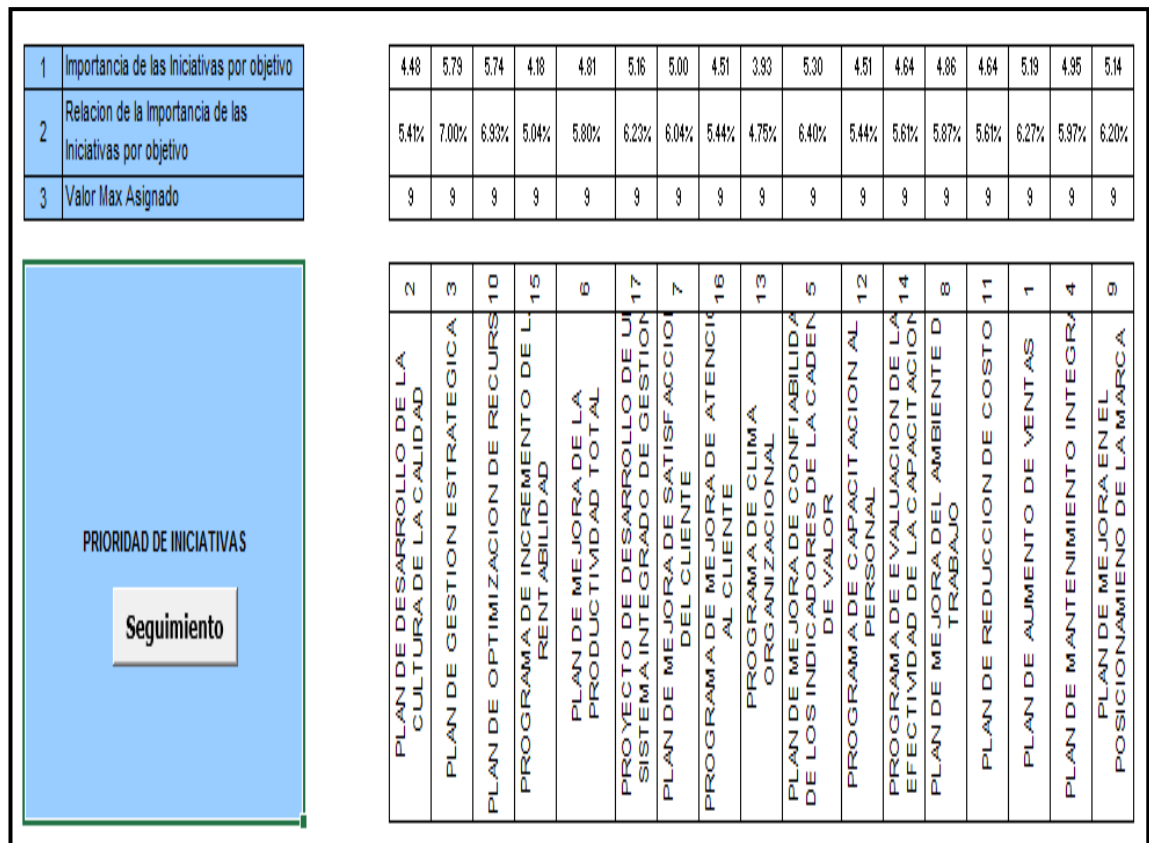 1 Importancia de las Iniciativas por objetivo 4.48 5.79 5.74 4.18 4.81 5.16 5.00 4.51 3.93 5.30 4.51 4.64 4.86 4.64 5.19 4.95 5.14
2 Relacion de la Importancia de las
Iniciativas por objetivo 5.41% 7.00% 6.93% 5.04% 5.80% 6.23% 6.04% 5.44% 4.75% 6.40% 5.44% 5.61% 5.87% 5.61% 6.27% 5.97% 6.20%
3 Valor Max Asignado 9 9 9 9 9 9 9 9 9 9 9 9 9 9 9 9 9
PRIORIDAD DE INICIATIVAS
Seguimiento
2
PLAN DE DESARROLLO DE LA
CULTURA DE LA CALIDAD
3
PLAN DE GESTION ESTRATEGICA
10
PLAN DE OPTIMIZACION DE RECURS
15
PROGRAMA DE INCREMENTO DE L
RENTABILIDAD
6
PLAN DE MEJORA DE LA
PRODUCTIVIDAD TOTAL
17
PROYECTO DE DESARROLLO DE U
SISTEMA INTEGRADO DE GESTION
7
PLAN DE MEJORA DE SATISFACCIO
DEL CLIENTE
16
PROGRAMA DE MEJORA DE ATENCIO
AL CLIENTE
13
PROGRAMA DE CLIMA
ORGANIZACIONAL
5
PLAN DE MEJORA DE CONFIABILIDA
DE LOS INDICADORES DE LA CADEN
DE VALOR
12
PROGRAMA DE CAPACITACION AL
PERSONAL
14
PROGRAMA DE EVALUACION DE LA
EFECTIVIDAD DE LA CAPACITACION
8
PLAN DE MEJORA DEL AMBIENTE D
TRABAJO
11
PLAN DE REDUCCION DE COSTO
1
PLAN DE AUMENTO DE VENTAS
4
PLAN DE MANTENIMIENTO INTEGRA
9
PLAN DE MEJORA EN EL
POSICIONAMIENO DE LA MARCA